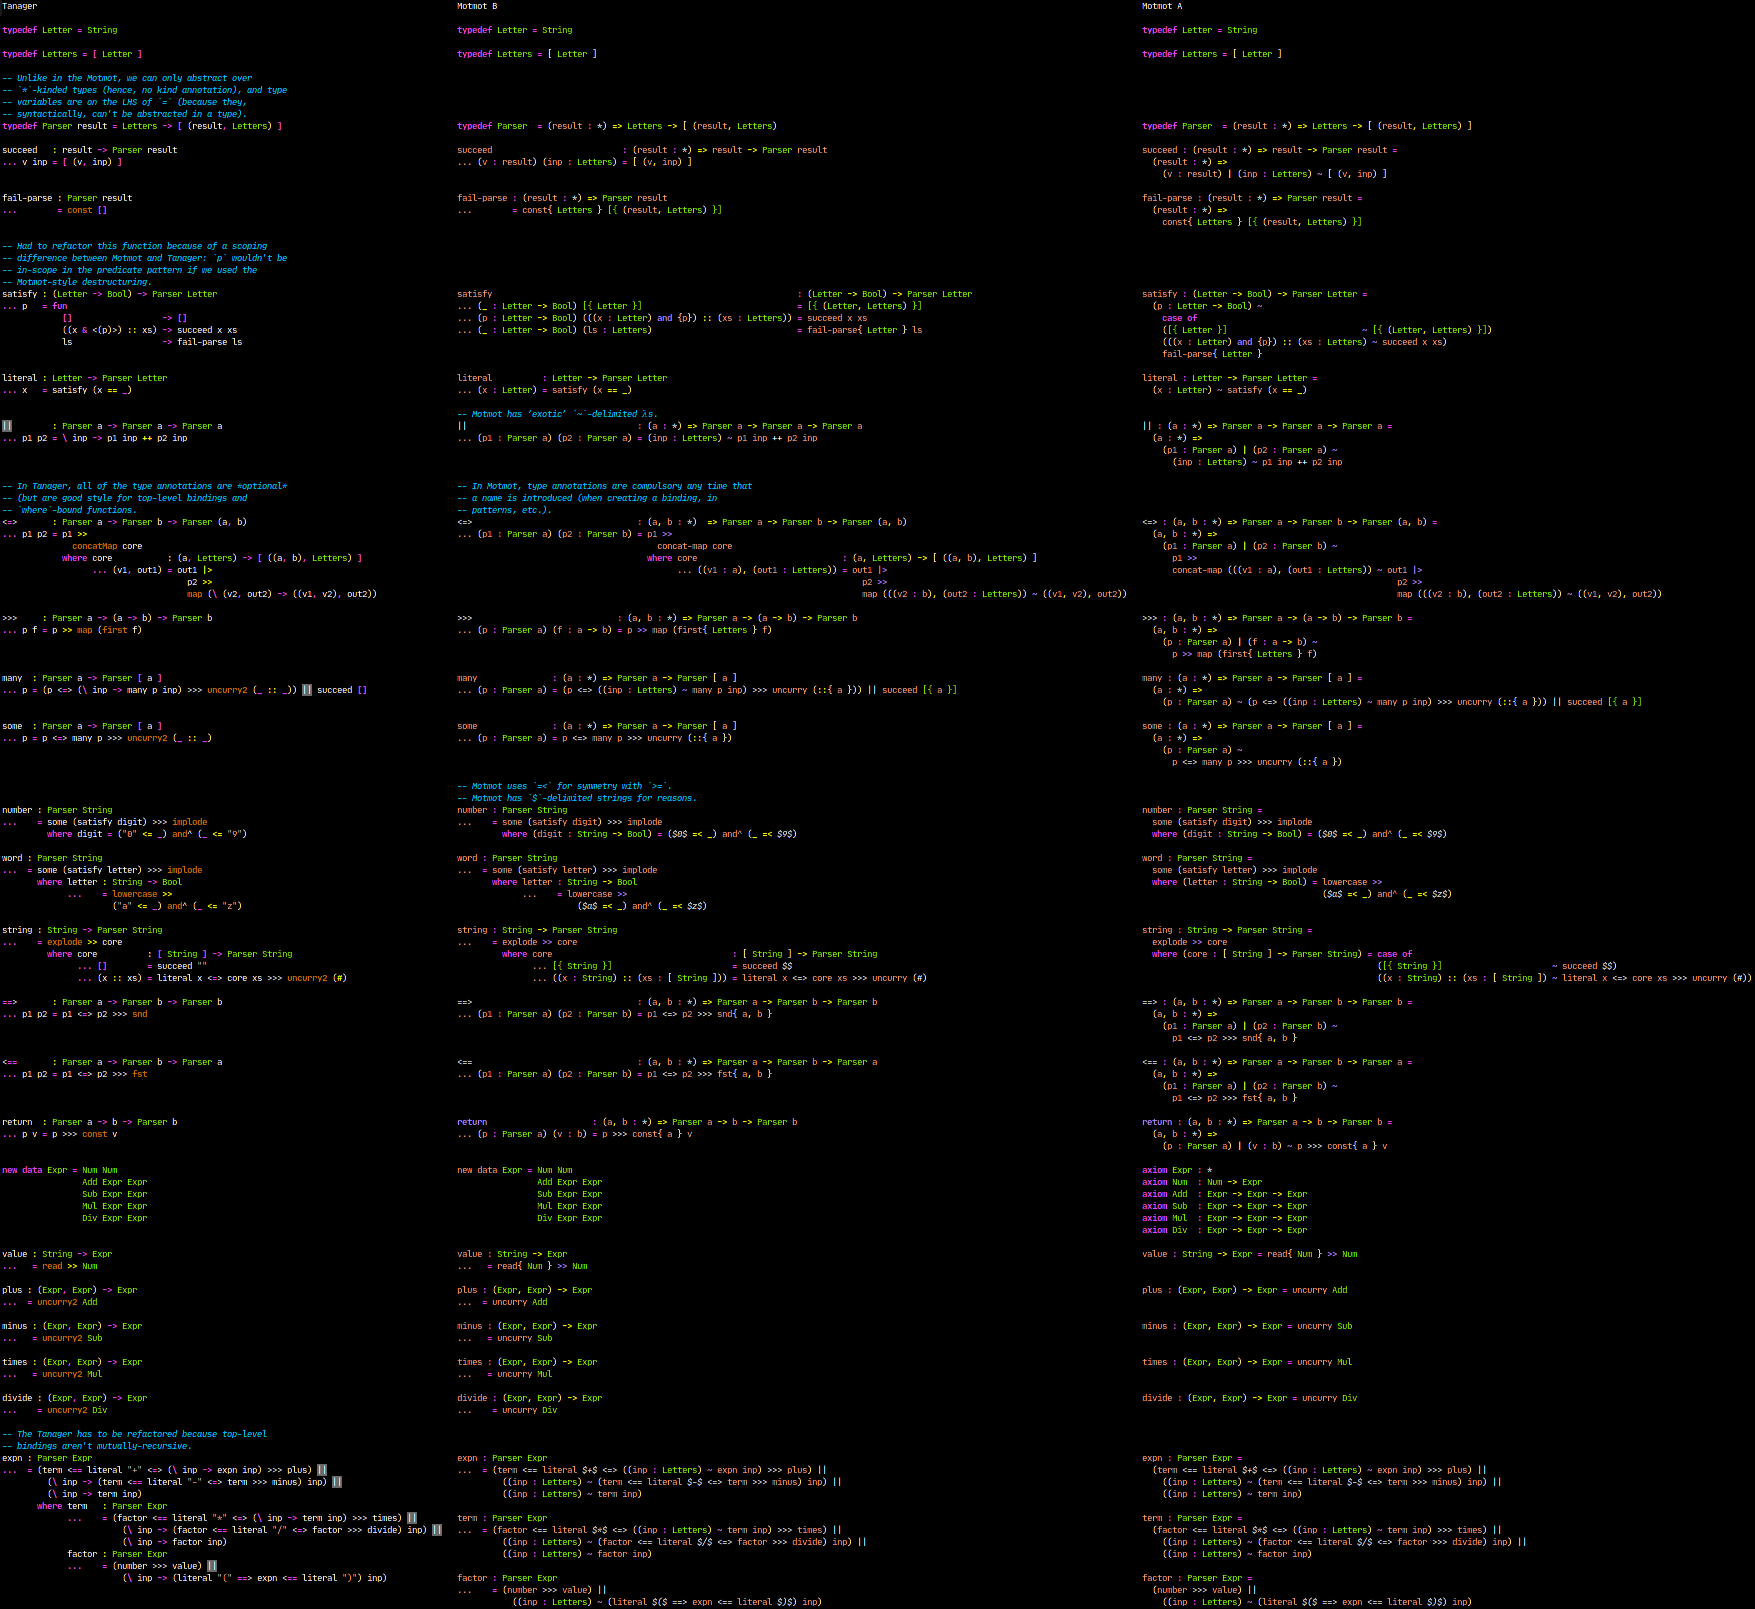 Tanager
typedef Letter = String
typedef Letters = [ Letter ]
-- Unlike in the Motmot, we can only abstract over
-- `*`-kinded types (hence, no kind annotation), and type
-- variables are on the LHS of `=` (because they,
-- syntactically, can't be abstracted in a type).
typedef Parser result = Letters -> [ (result, Letters) ]
succeed   : result -> Parser result
... v inp = [ (v, inp) ]
fail-parse : Parser result
...        = const []
-- Had to refactor this function because of a scoping
-- difference between Motmot and Tanager: `p` wouldn't be
-- in-scope in the predicate pattern if we used the
-- Motmot-style destructuring.
satisfy : (Letter -> Bool) -> Parser Letter
... p   = fun
            []                  -> []
            ((x & <(p)>) :: xs) -> succeed x xs
            ls                  -> fail-parse ls
literal : Letter -> Parser Letter
... x   = satisfy (x == _)
||        : Parser a -> Parser a -> Parser a
... p1 p2 = \ inp -> p1 inp ++ p2 inp
-- In Tanager, all of the type annotations are *optional*
-- (but are good style for top-level bindings and
-- `where`-bound functions.
<=>       : Parser a -> Parser b -> Parser (a, b)
... p1 p2 = p1 >>
              concatMap core
            where core           : (a, Letters) -> [ ((a, b), Letters) ]
                  ... (v1, out1) = out1 |>
                                     p2 >>
                                     map (\ (v2, out2) -> ((v1, v2), out2))
>>>     : Parser a -> (a -> b) -> Parser b
... p f = p >> map (first f)
many  : Parser a -> Parser [ a ]
... p = (p <=> (\ inp -> many p inp) >>> uncurry2 (_ :: _)) || succeed []
some  : Parser a -> Parser [ a ]
... p = p <=> many p >>> uncurry2 (_ :: _)
number : Parser String
...    = some (satisfy digit) >>> implode
         where digit = ("0" <= _) and^ (_ <= "9")
word : Parser String
...  = some (satisfy letter) >>> implode
       where letter : String -> Bool
             ...    = lowercase >>
                      ("a" <= _) and^ (_ <= "z")
string : String -> Parser String
...    = explode >> core
         where core          : [ String ] -> Parser String
               ... []        = succeed ""
               ... (x :: xs) = literal x <=> core xs >>> uncurry2 (#)
==>       : Parser a -> Parser b -> Parser b
... p1 p2 = p1 <=> p2 >>> snd
<==       : Parser a -> Parser b -> Parser a
... p1 p2 = p1 <=> p2 >>> fst
return  : Parser a -> b -> Parser b
... p v = p >>> const v
new data Expr = Num Num
                Add Expr Expr
                Sub Expr Expr
                Mul Expr Expr
                Div Expr Expr
value : String -> Expr
...   = read >> Num
plus : (Expr, Expr) -> Expr
...  = uncurry2 Add
minus : (Expr, Expr) -> Expr
...   = uncurry2 Sub
times : (Expr, Expr) -> Expr
...   = uncurry2 Mul
divide : (Expr, Expr) -> Expr
...    = uncurry2 Div
-- The Tanager has to be refactored because top-level
-- bindings aren't mutually-recursive.
expn : Parser Expr
...  = (term <== literal "+" <=> (\ inp -> expn inp) >>> plus) ||
         (\ inp -> (term <== literal "-" <=> term >>> minus) inp) ||
         (\ inp -> term inp)
       where term   : Parser Expr
             ...    = (factor <== literal "*" <=> (\ inp -> term inp) >>> times) ||
                        (\ inp -> (factor <== literal "/" <=> factor >>> divide) inp) ||
                        (\ inp -> factor inp)
             factor : Parser Expr
             ...    = (number >>> value) ||
                        (\ inp -> (literal "(" ==> expn <== literal ")") inp)
Motmot B
typedef Letter = String
typedef Letters = [ Letter ]
typedef Parser  = (result : *) => Letters -> [ (result, Letters)
succeed                          : (result : *) => result -> Parser result
... (v : result) (inp : Letters) = [ (v, inp) ]
fail-parse : (result : *) => Parser result
...        = const{ Letters } [{ (result, Letters) }]
satisfy                                                             : (Letter -> Bool) -> Parser Letter
... (_ : Letter -> Bool) [{ Letter }]                               = [{ (Letter, Letters) }]
... (p : Letter -> Bool) (((x : Letter) and {p}) :: (xs : Letters)) = succeed x xs
... (_ : Letter -> Bool) (ls : Letters)                             = fail-parse{ Letter } ls
literal          : Letter -> Parser Letter
... (x : Letter) = satisfy (x == _)
-- Motmot has ‘exotic’ `~`-delimited λs.
||                                  : (a : *) => Parser a -> Parser a -> Parser a
... (p1 : Parser a) (p2 : Parser a) = (inp : Letters) ~ p1 inp ++ p2 inp
-- In Motmot, type annotations are compulsory any time that
-- a name is introduced (when creating a binding, in
-- patterns, etc.).
<=>                                 : (a, b : *)  => Parser a -> Parser b -> Parser (a, b)
... (p1 : Parser a) (p2 : Parser b) = p1 >>
                                        concat-map core
                                      where core                             : (a, Letters) -> [ ((a, b), Letters) ]
                                            ... ((v1 : a), (out1 : Letters)) = out1 |>
                                                                                 p2 >>
                                                                                 map (((v2 : b), (out2 : Letters)) ~ ((v1, v2), out2))
>>>                             : (a, b : *) => Parser a -> (a -> b) -> Parser b
... (p : Parser a) (f : a -> b) = p >> map (first{ Letters } f)
many               : (a : *) => Parser a -> Parser [ a ]
... (p : Parser a) = (p <=> ((inp : Letters) ~ many p inp) >>> uncurry (::{ a })) || succeed [{ a }]
some               : (a : *) => Parser a -> Parser [ a ]
... (p : Parser a) = p <=> many p >>> uncurry (::{ a })
-- Motmot uses `=<` for symmetry with `>=`.
-- Motmot has `$`-delimited strings for reasons.
number : Parser String
...    = some (satisfy digit) >>> implode
         where (digit : String -> Bool) = ($0$ =< _) and^ (_ =< $9$)
word : Parser String
...  = some (satisfy letter) >>> implode
       where letter : String -> Bool
             ...    = lowercase >>
                        ($a$ =< _) and^ (_ =< $z$)
string : String -> Parser String
...    = explode >> core
         where core                                    : [ String ] -> Parser String
               ... [{ String }]                        = succeed $$
               ... ((x : String) :: (xs : [ String ])) = literal x <=> core xs >>> uncurry (#)
==>                                 : (a, b : *) => Parser a -> Parser b -> Parser b
... (p1 : Parser a) (p2 : Parser b) = p1 <=> p2 >>> snd{ a, b }
<==                                 : (a, b : *) => Parser a -> Parser b -> Parser a
... (p1 : Parser a) (p2 : Parser b) = p1 <=> p2 >>> fst{ a, b }
return                     : (a, b : *) => Parser a -> b -> Parser b
... (p : Parser a) (v : b) = p >>> const{ a } v
new data Expr = Num Num
                Add Expr Expr
                Sub Expr Expr
                Mul Expr Expr
                Div Expr Expr
value : String -> Expr
...   = read{ Num } >> Num
plus : (Expr, Expr) -> Expr
...  = uncurry Add
minus : (Expr, Expr) -> Expr
...   = uncurry Sub
times : (Expr, Expr) -> Expr
...   = uncurry Mul
divide : (Expr, Expr) -> Expr
...    = uncurry Div
expn : Parser Expr
...  = (term <== literal $+$ <=> ((inp : Letters) ~ expn inp) >>> plus) ||
         ((inp : Letters) ~ (term <== literal $-$ <=> term >>> minus) inp) ||
         ((inp : Letters) ~ term inp)
term : Parser Expr
...  = (factor <== literal $*$ <=> ((inp : Letters) ~ term inp) >>> times) ||
         ((inp : Letters) ~ (factor <== literal $/$ <=> factor >>> divide) inp) ||
         ((inp : Letters) ~ factor inp)
factor : Parser Expr
...    = (number >>> value) ||
           ((inp : Letters) ~ (literal $($ ==> expn <== literal $)$) inp)
Motmot A
typedef Letter = String
typedef Letters = [ Letter ]
typedef Parser  = (result : *) => Letters -> [ (result, Letters) ]
succeed : (result : *) => result -> Parser result =
  (result : *) =>
    (v : result) | (inp : Letters) ~ [ (v, inp) ]
fail-parse : (result : *) => Parser result =
  (result : *) =>
    const{ Letters } [{ (result, Letters) }]
satisfy : (Letter -> Bool) -> Parser Letter =
  (p : Letter -> Bool) ~
    case of
    ([{ Letter }]                           ~ [{ (Letter, Letters) }])
    (((x : Letter) and {p}) :: (xs : Letters) ~ succeed x xs)
    fail-parse{ Letter }
literal : Letter -> Parser Letter =
  (x : Letter) ~ satisfy (x == _)
|| : (a : *) => Parser a -> Parser a -> Parser a =
  (a : *) =>
    (p1 : Parser a) | (p2 : Parser a) ~
      (inp : Letters) ~ p1 inp ++ p2 inp
<=> : (a, b : *) => Parser a -> Parser b -> Parser (a, b) =
  (a, b : *) =>
    (p1 : Parser a) | (p2 : Parser b) ~
      p1 >>
      concat-map (((v1 : a), (out1 : Letters)) ~ out1 |>
                                                   p2 >>
                                                   map (((v2 : b), (out2 : Letters)) ~ ((v1, v2), out2))
>>> : (a, b : *) => Parser a -> (a -> b) -> Parser b =
  (a, b : *) =>
    (p : Parser a) | (f : a -> b) ~
      p >> map (first{ Letters } f)
many : (a : *) => Parser a -> Parser [ a ] =
  (a : *) =>
    (p : Parser a) ~ (p <=> ((inp : Letters) ~ many p inp) >>> uncurry (::{ a })) || succeed [{ a }]
some : (a : *) => Parser a -> Parser [ a ] =
  (a : *) =>
    (p : Parser a) ~
      p <=> many p >>> uncurry (::{ a })
number : Parser String =
  some (satisfy digit) >>> implode
  where (digit : String -> Bool) = ($0$ =< _) and^ (_ =< $9$)
word : Parser String =
  some (satisfy letter) >>> implode
  where (letter : String -> Bool) = lowercase >>
                                    ($a$ =< _) and^ (_ =< $z$)
string : String -> Parser String =
  explode >> core
  where (core : [ String ] -> Parser String) = case of
                                               ([{ String }]                      ~ succeed $$)
                                               ((x : String) :: (xs : [ String ]) ~ literal x <=> core xs >>> uncurry (#))
==> : (a, b : *) => Parser a -> Parser b -> Parser b =
  (a, b : *) =>
    (p1 : Parser a) | (p2 : Parser b) ~
      p1 <=> p2 >>> snd{ a, b }
<== : (a, b : *) => Parser a -> Parser b -> Parser a =
  (a, b : *) =>
    (p1 : Parser a) | (p2 : Parser b) ~
      p1 <=> p2 >>> fst{ a, b }
return : (a, b : *) => Parser a -> b -> Parser b =
  (a, b : *) =>
    (p : Parser a) | (v : b) ~ p >>> const{ a } v
axiom Expr : *
axiom Num  : Num -> Expr
axiom Add  : Expr -> Expr -> Expr
axiom Sub  : Expr -> Expr -> Expr
axiom Mul  : Expr -> Expr -> Expr
axiom Div  : Expr -> Expr -> Expr
value : String -> Expr = read{ Num } >> Num
plus : (Expr, Expr) -> Expr = uncurry Add
minus : (Expr, Expr) -> Expr = uncurry Sub
times : (Expr, Expr) -> Expr = uncurry Mul
divide : (Expr, Expr) -> Expr = uncurry Div
expn : Parser Expr =
  (term <== literal $+$ <=> ((inp : Letters) ~ expn inp) >>> plus) ||
    ((inp : Letters) ~ (term <== literal $-$ <=> term >>> minus) inp) ||
    ((inp : Letters) ~ term inp)
term : Parser Expr =
  (factor <== literal $*$ <=> ((inp : Letters) ~ term inp) >>> times) ||
    ((inp : Letters) ~ (factor <== literal $/$ <=> factor >>> divide) inp) ||
    ((inp : Letters) ~ factor inp)
factor : Parser Expr =
  (number >>> value) ||
    ((inp : Letters) ~ (literal $($ ==> expn <== literal $)$) inp)